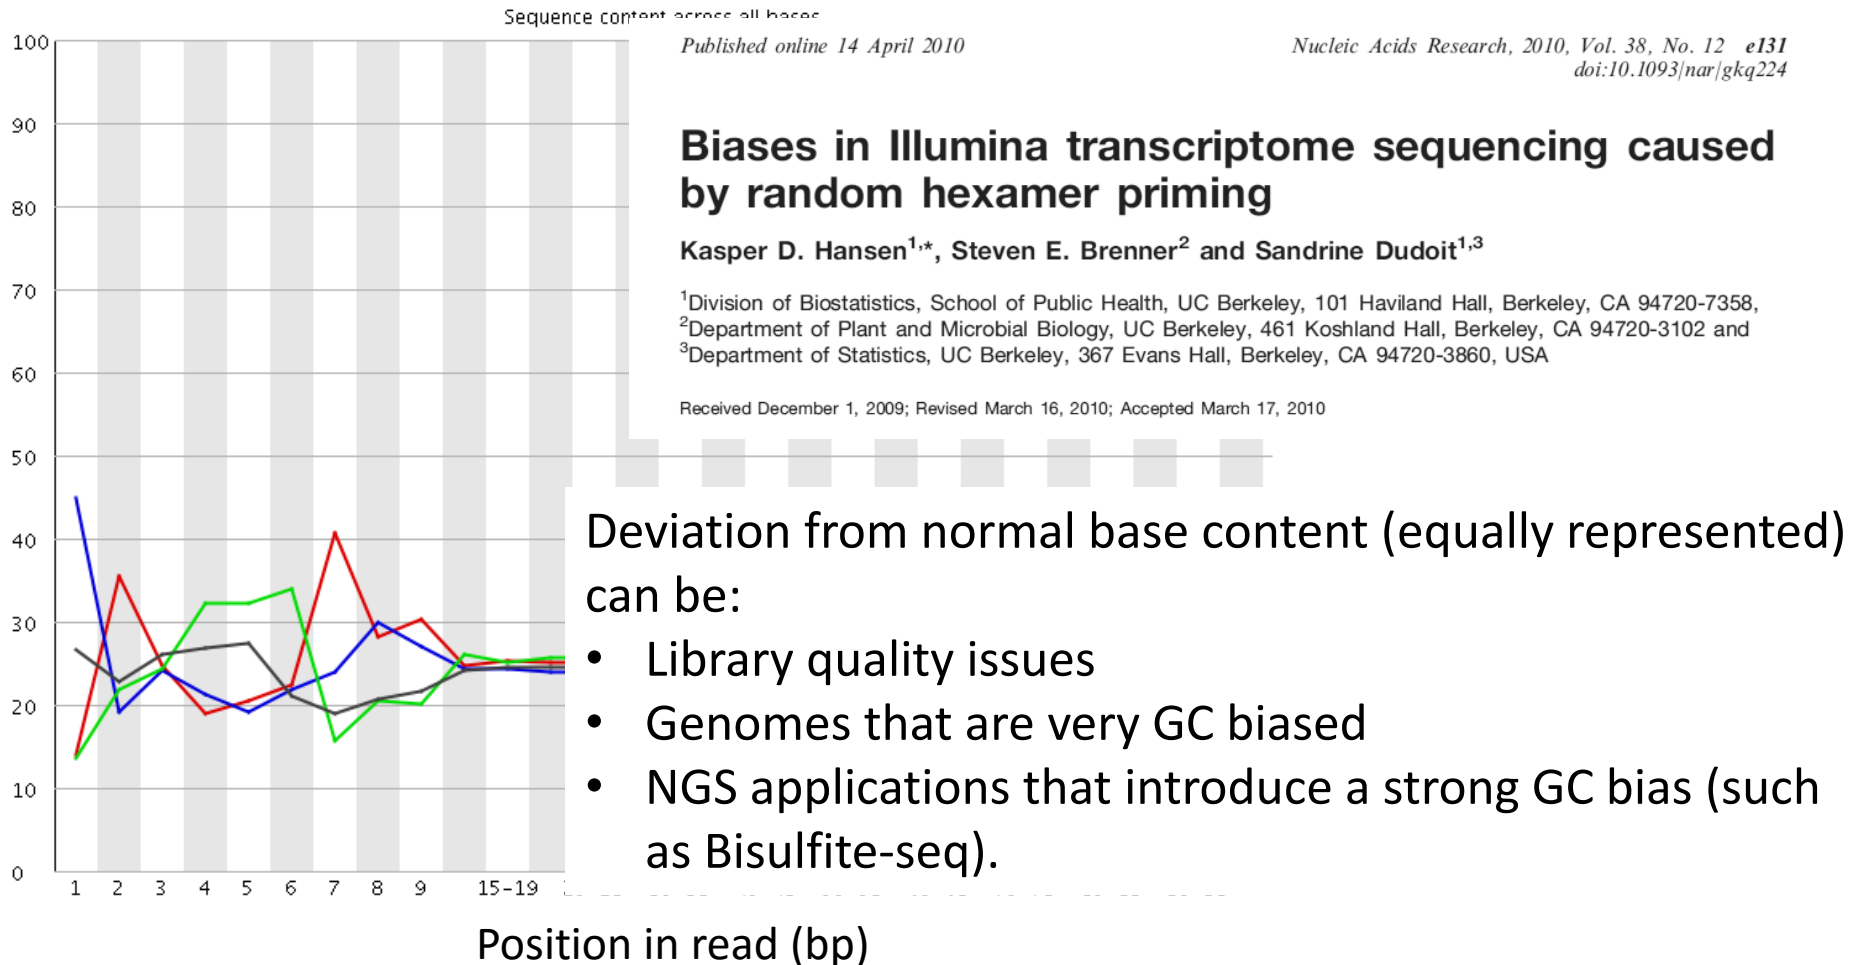 Sequence content across all bases
100
90
80
70
60
50
40
30
20
10
0
1 2 3 4 5 6 7 8 9 15-19
Position in read (bp)
Published online 14 April 2010
Nucleic Acids Research, 2010, Vol. 38, No. 12 e131
doi:10.1093/nar/gkq224
Biases in Illumina transcriptome sequencing caused
by random hexamer priming
Kasper D. Hansen1,*, Steven E. Brenner2 and Sandrine Dudoit1,3
1Division of Biostatistics, School of Public Health, UC Berkeley, 101 Haviland Hall, Berkeley, CA 94720-7358,
2Department of Plant and Microbial Biology, UC Berkeley, 461 Koshland Hall, Berkeley, CA 94720-3102 and
3Department of Statistics, UC Berkeley, 367 Evans Hall, Berkeley, CA 94720-3860, USA
Received December 1, 2009; Revised March 16, 2010; Accepted March 17, 2010
Deviation from normal base content (equally represented)
can be:
• Library quality issues
• Genomes that are very GC biased
• NGS applications that introduce a strong GC bias (such
as Bisulfite-seq).